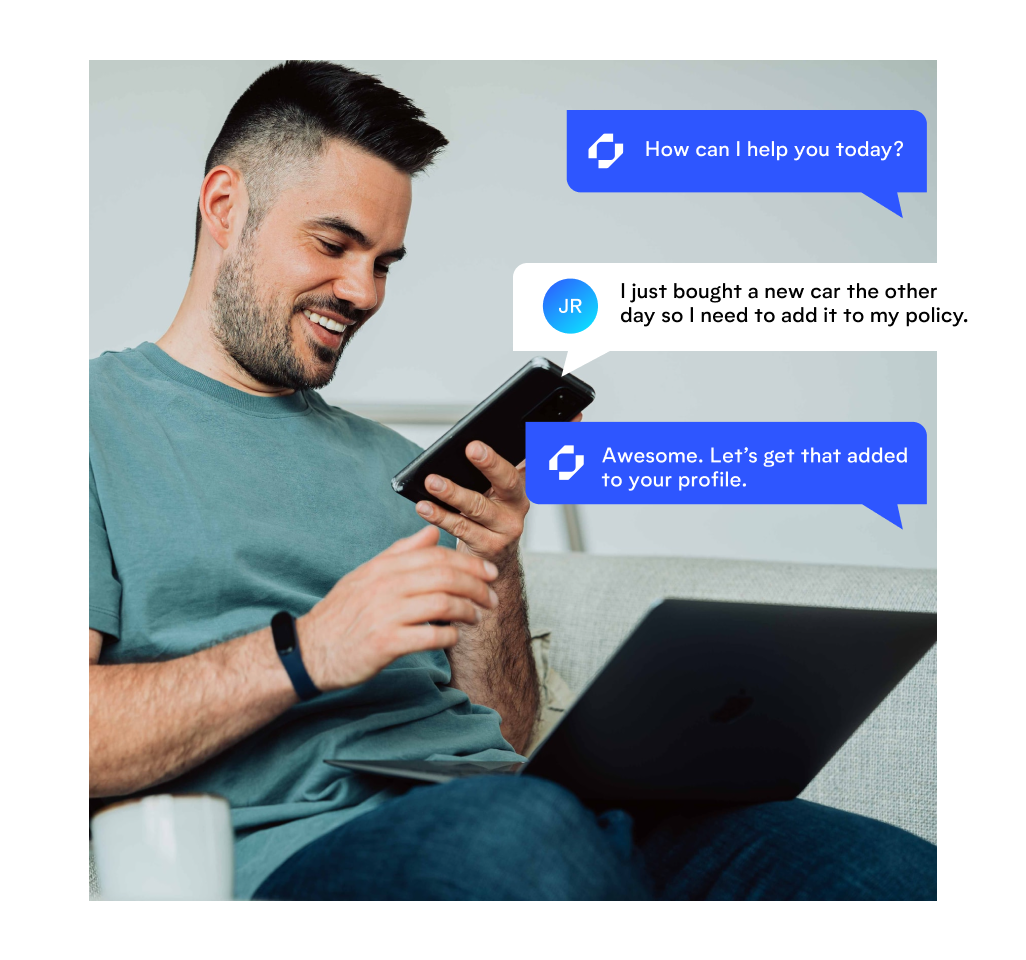 How can I help you today?
JR
I just bought a new car the other
day so I need to add it to my policy.
Awesome. Let’s get that added
to your profile.